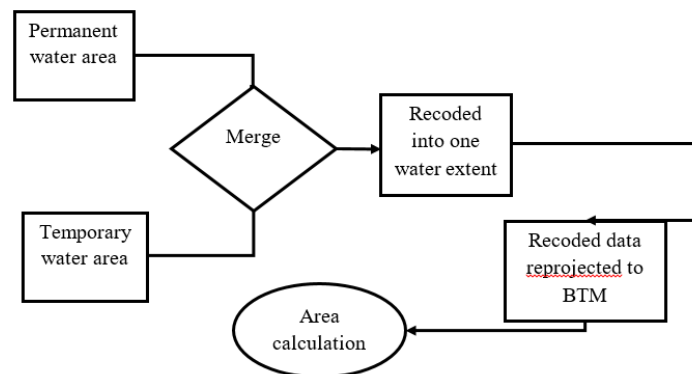 Permanent
water area
Merge
Recoded
into one
water extent
Temporary
water area
Recoded data
reprojected to
BTM
Area
calculation